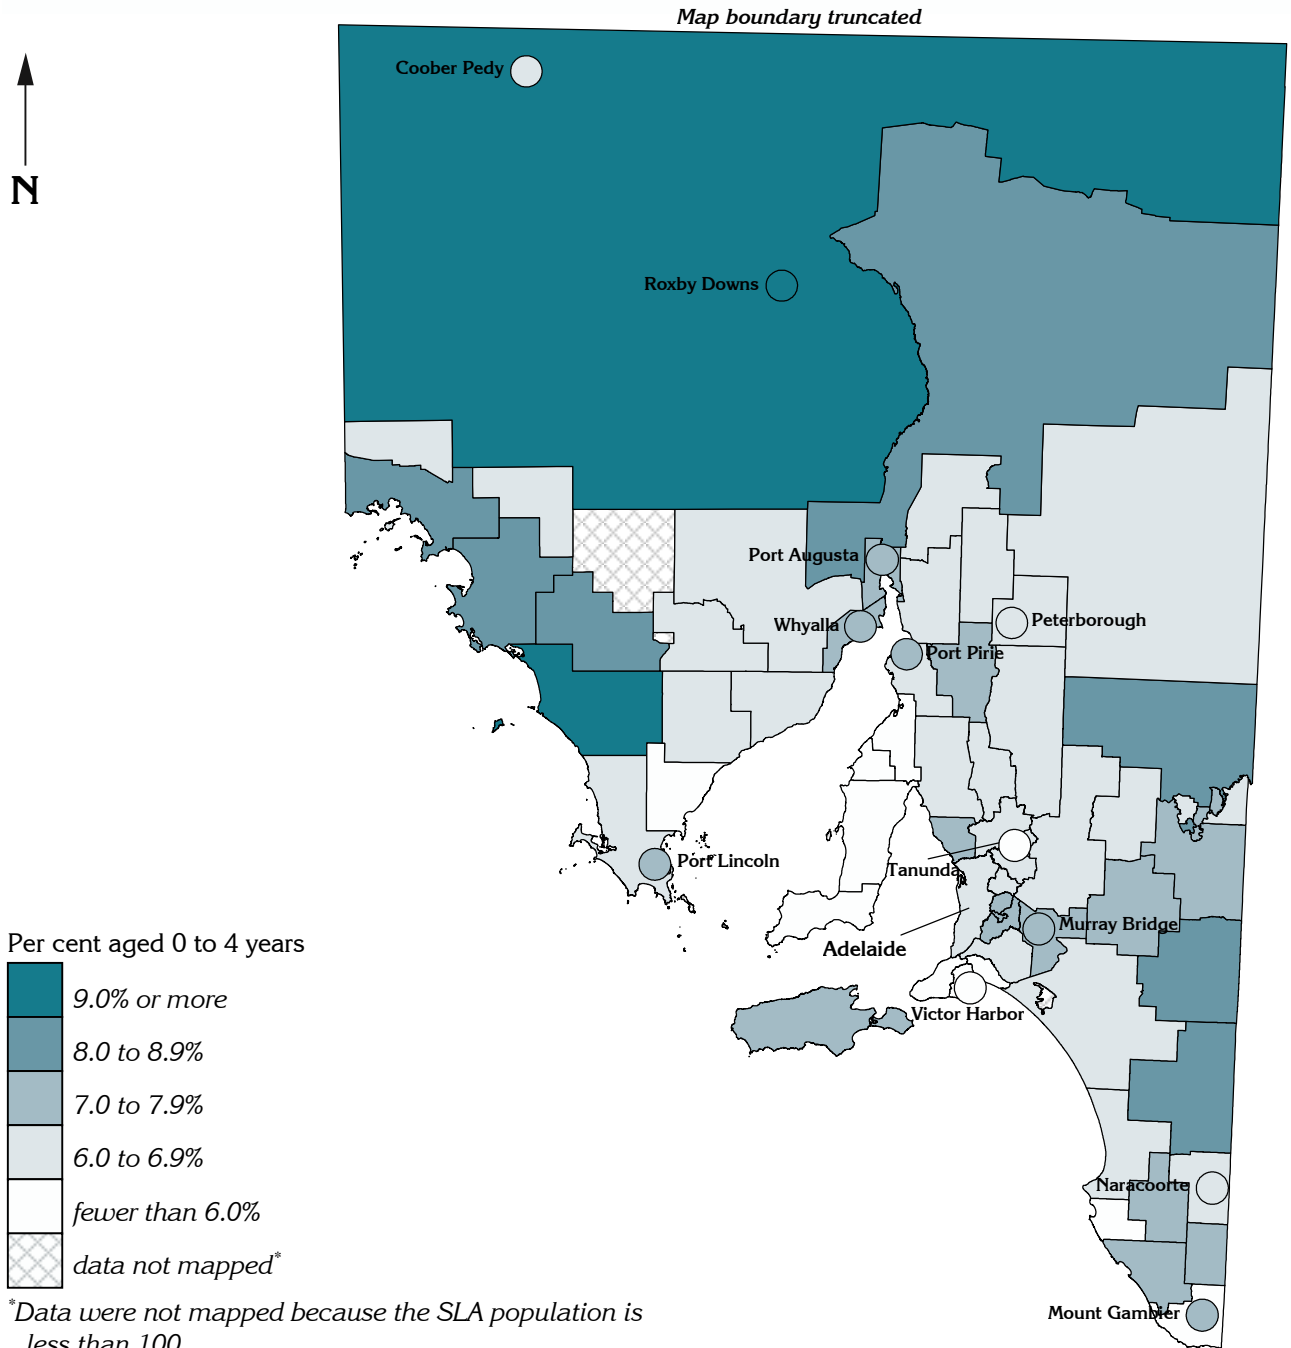 Map boundary truncated
Coober Pedy
N
Roxby Downs
Port Augusta
Whyalla
Peterborough
Port Pirie
Port Lincoln
Tanunda
Murray Bridge
Adelaide
Victor Harbor
Naracoorte
Mount Gambier
Per cent aged 0 to 4 years
9.0% or more
8.0 to 8.9%
7.0 to 7.9%
6.0 to 6.9%
fewer than 6.0%
data not mapped*
*Data were not mapped because the SLA population is
less than 100